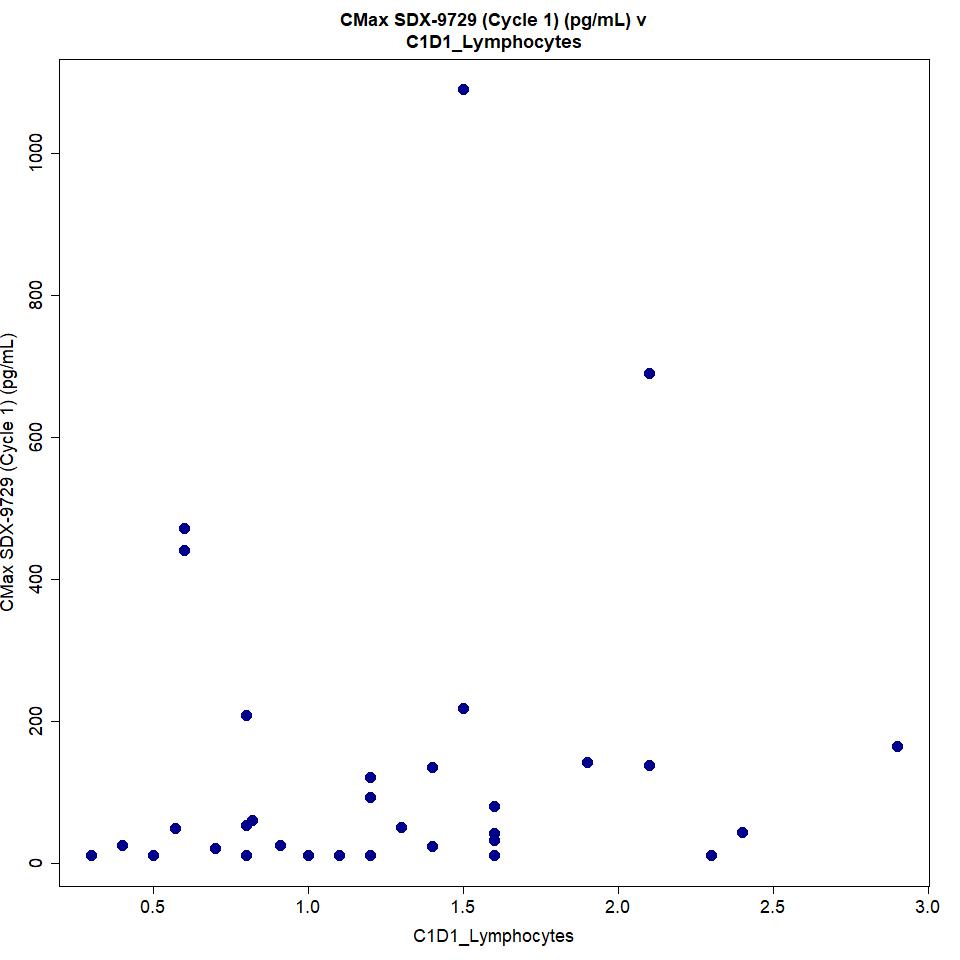 CMax SDX-9729 (Cycle 1) (pg/mL) v
C1D1_Lymphocytes
CMax SDX-9729 (Cycle 1) (pg/mL)
1000
800
600
400
200
0
0.5 1.0 1.5 2.0 2.5 3.0
C1D1_Lymphocytes